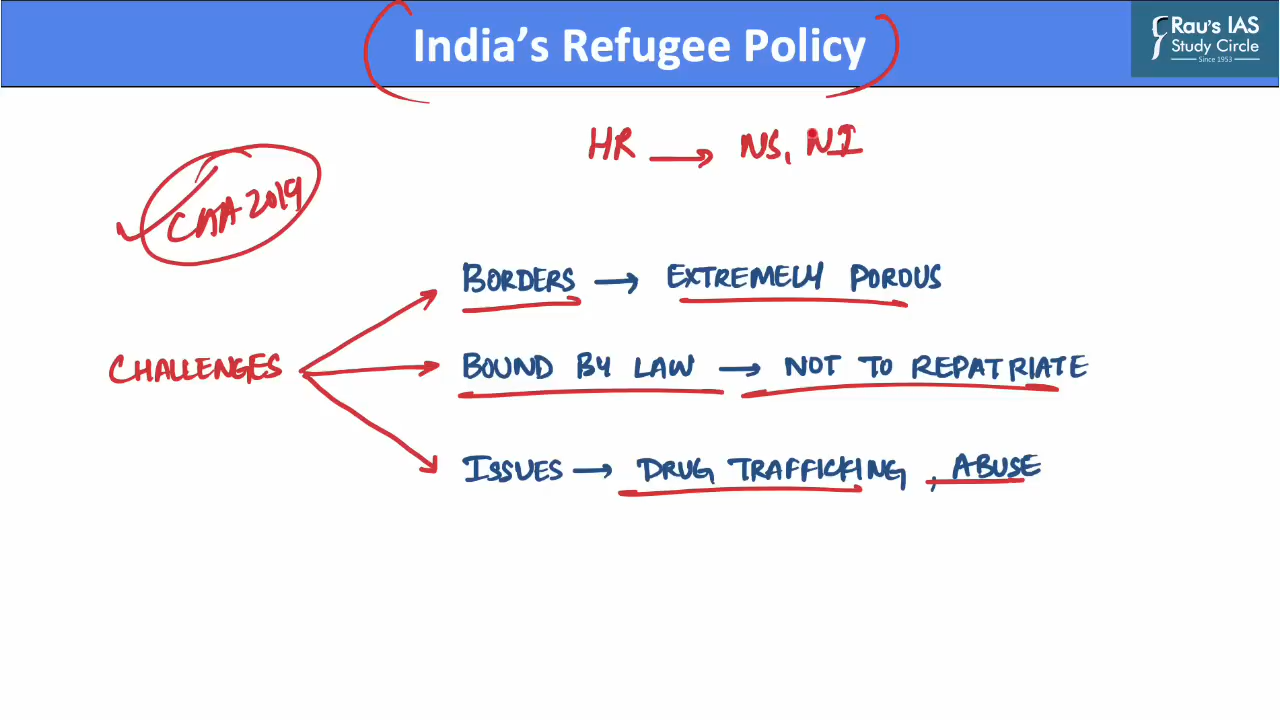 India's Refugee Policy
Rau's IAS
Study Circle
Since 1953
HR → NS, NI
CAA-2019
BORDERS → EXTREMELY POROUS
CHALLENGES
BOUND BY LAW → NOT TO REPATRIATE
ISSUES → DRUG TRAFFICKING, ABUSE